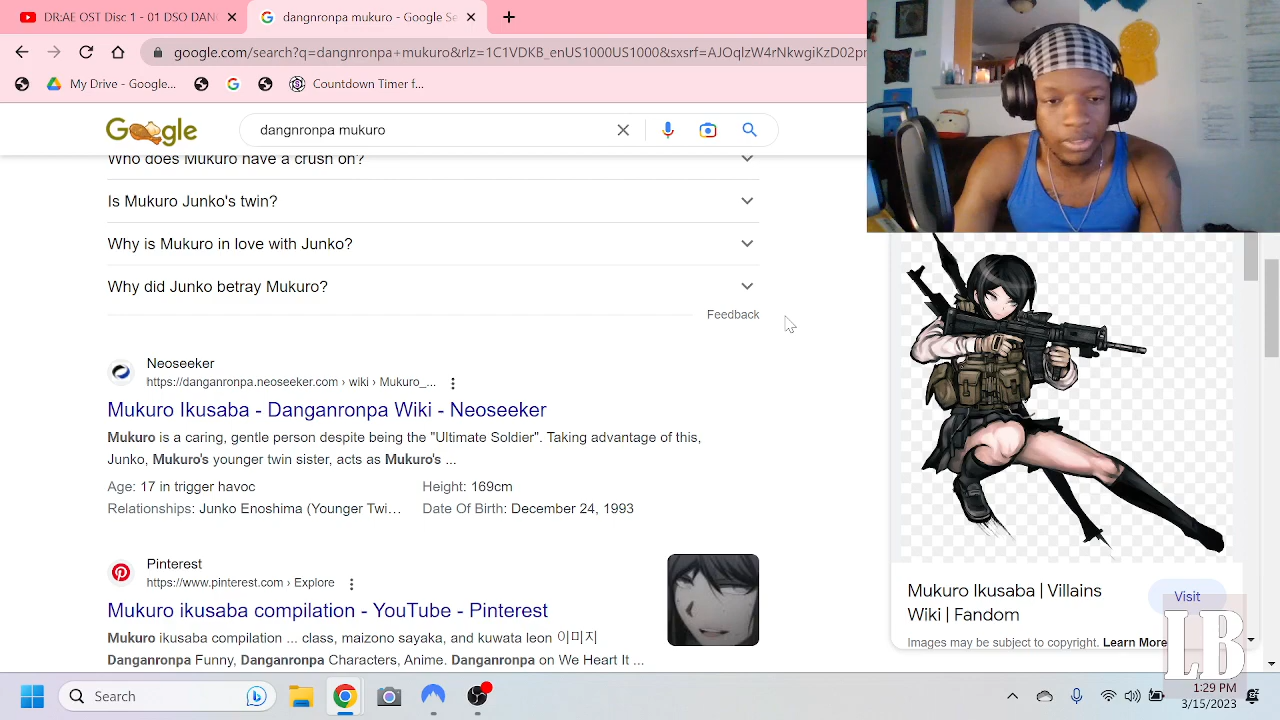 DR:AE OST Disc 1 - 01 DSO DAN
dangnronpa mukuro - Google Se
google.com/search?q=dangnronpa+mukuro&rlz=1C1VDKB_enUS1000US1000&sxsrf=
My Drive - Google...
Countdown Timer f...
Google
dangnronpa mukuro
Who does Mukuro have a crush on?
Is Mukuro Junko's twin?
Why is Mukuro in love with Junko?
Why did Junko betray Mukuro?
Feedback
Neoseeker
https://danganronpa.neoseeker.com › wiki › Mukuro_...
Mukuro Ikusaba - Danganronpa Wiki - Neoseeker
Mukuro is a caring, gentle person despite being the "Ultimate Soldier". Taking advantage of this,
Junko, Mukuro's younger twin sister, acts as Mukuro's ...
Age: 17 in trigger havoc Height: 169cm
Relationships: Junko Enoshima (Younger Twi... Date Of Birth: December 24, 1993
Pinterest
https://www.pinterest.com › Explore
Mukuro ikusaba compilation - YouTube - Pinterest
Mukuro ikusaba compilation ... class, maizono sayaka, and kuwata leon 이미지
Danganronpa Funny, Danganronpa Characters, Anime. Danganronpa on We Heart It ...
Mukuro Ikusaba | Villains
Wiki | Fandom
Visit
Images may be subject to copyright. Learn More
LB
Search
1:29 PM
3/15/2023